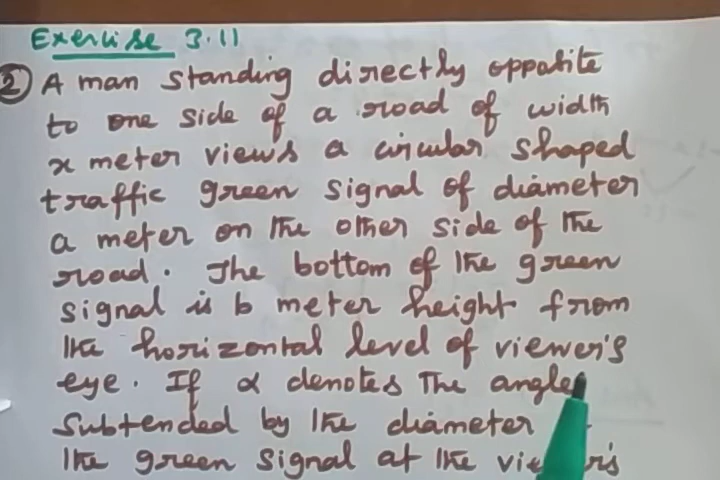 Exercise 3.11
2 A man standing directly opposite
to one side of a road of width
x meter views a circular shaped
traffic green signal of diameter
a meter on the other side of the
road. The bottom of the green
signal is b meter height from
the horizontal level of viewer's
eye. If α denotes the angle
subtended by the diameter
the green signal at the